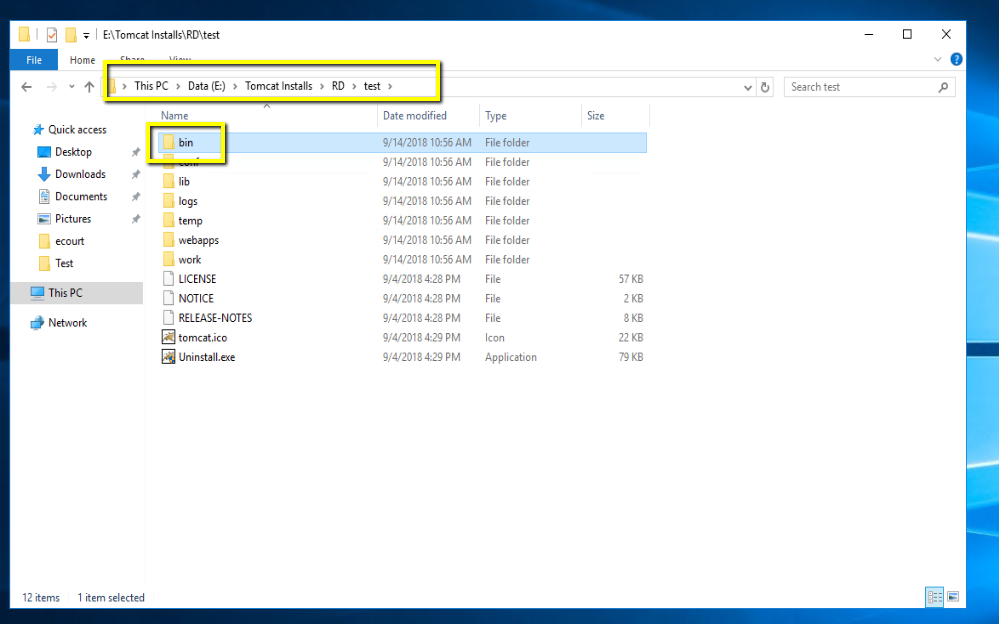 E:\Tomcat Installs\RD\test
File Home Share View
This PC Data (E:) Tomcat Installs RD test Search test
Name Date modified Type Size
Quick access
Desktop
Downloads
Documents
Pictures
ecourt
Test
This PC
Network
bin 9/14/2018 10:56 AM File folder
conf 9/14/2018 10:56 AM File folder
lib 9/14/2018 10:56 AM File folder
logs 9/14/2018 10:56 AM File folder
temp 9/14/2018 10:56 AM File folder
webapps 9/14/2018 10:56 AM File folder
work 9/14/2018 10:56 AM File folder
LICENSE 9/4/2018 4:28 PM File 57 KB
NOTICE 9/4/2018 4:28 PM File 2 KB
RELEASE-NOTES 9/4/2018 4:28 PM File 8 KB
tomcat.ico 9/4/2018 4:29 PM Icon 22 KB
Uninstall.exe 9/4/2018 4:29 PM Application 79 KB
12 items 1 item selected